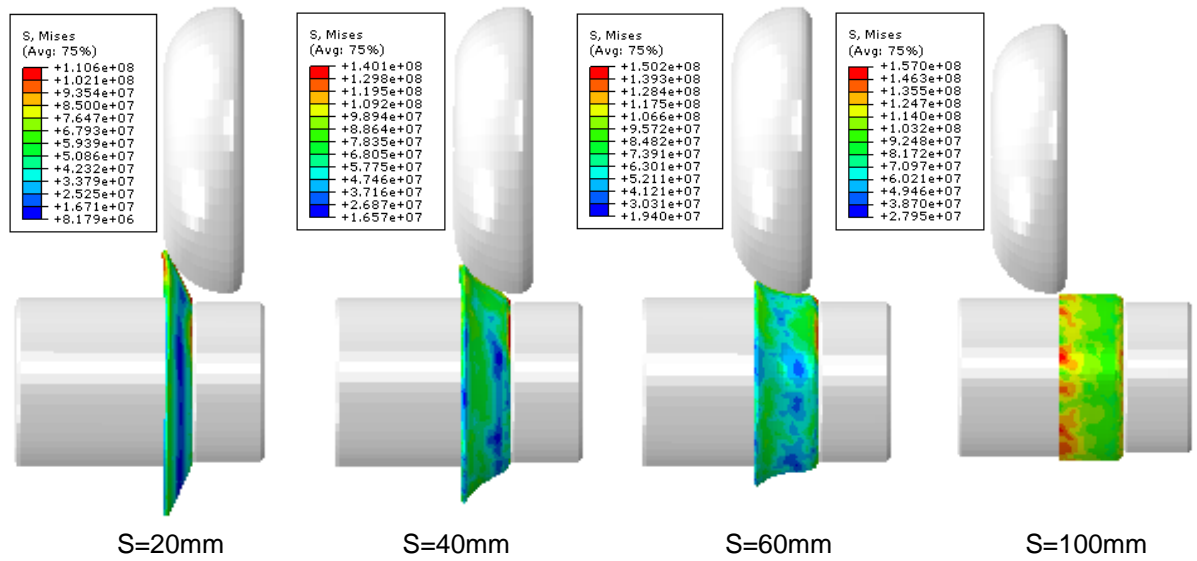 S, Mises
(Avg: 75%)
+1.106e+08
+1.021e+08
+9.354e+07
+8.500e+07
+7.647e+07
+6.793e+07
+5.939e+07
+5.086e+07
+4.232e+07
+3.379e+07
+2.525e+07
+1.671e+07
+8.179e+06
S, Mises
(Avg: 75%)
+1.401e+08
+1.298e+08
+1.195e+08
+1.092e+08
+9.894e+07
+8.864e+07
+7.835e+07
+6.805e+07
+5.775e+07
+4.746e+07
+3.716e+07
+2.687e+07
+1.657e+07
S, Mises
(Avg: 75%)
+1.502e+08
+1.393e+08
+1.284e+08
+1.175e+08
+1.066e+08
+9.572e+07
+8.482e+07
+7.391e+07
+6.301e+07
+5.211e+07
+4.121e+07
+3.031e+07
+1.940e+07
S, Mises
(Avg: 75%)
+1.570e+08
+1.463e+08
+1.355e+08
+1.247e+08
+1.140e+08
+1.032e+08
+9.248e+07
+8.172e+07
+7.097e+07
+6.021e+07
+4.946e+07
+3.870e+07
+2.795e+07
S=20mm
S=40mm
S=60mm
S=100mm